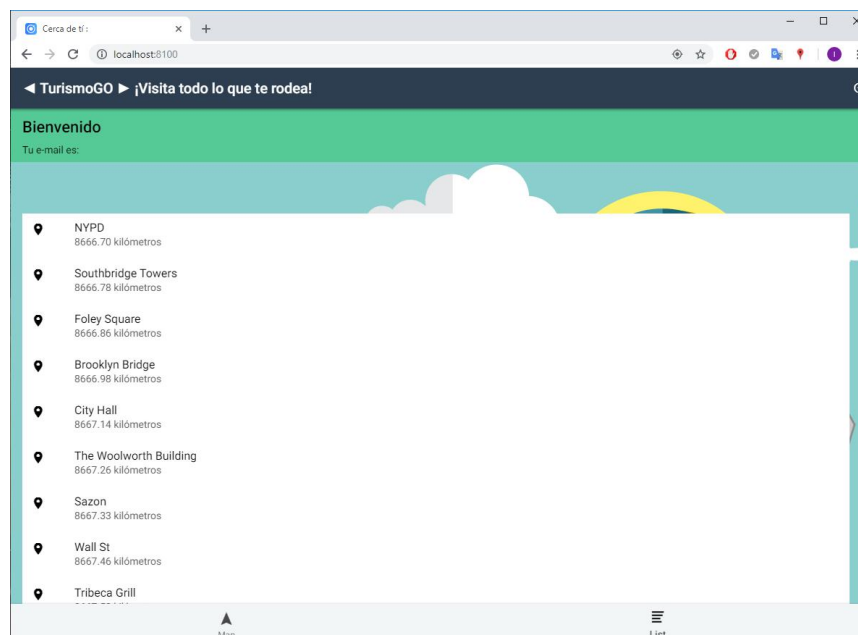 Cerca de tí :
localhost:8100
◄ TurismoGO ► ¡Visita todo lo que te rodea!
Bienvenido
Tu e-mail es:
NYPD
8666.70 kilómetros
Southbridge Towers
8666.78 kilómetros
Foley Square
8666.86 kilómetros
Brooklyn Bridge
8666.98 kilómetros
City Hall
8667.14 kilómetros
The Woolworth Building
8667.26 kilómetros
Sazon
8667.33 kilómetros
Wall St
8667.46 kilómetros
Tribeca Grill
Map
List